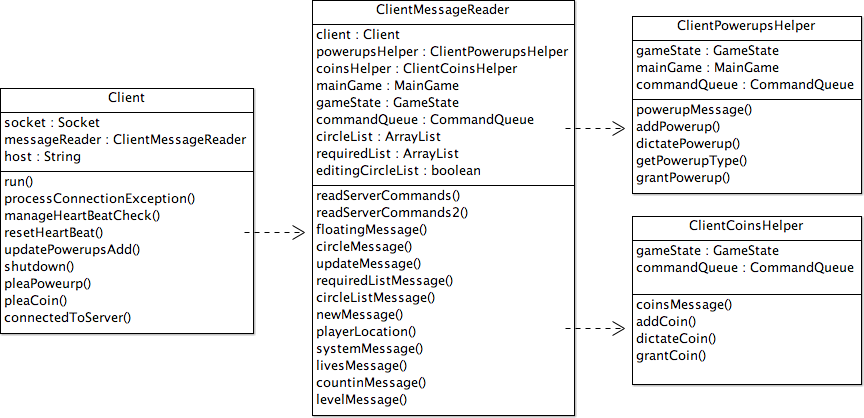 Client
socket : Socket
messageReader : ClientMessageReader
host : String
run()
processConnectionException()
manageHeartBeatCheck()
resetHeartBeat()
updatePowerupsAdd()
shutdown()
pleaPoweurp()
pleaCoin()
connectedToServer()
ClientMessageReader
client : Client
powerupsHelper : ClientPowerupsHelper
coinsHelper : ClientCoinsHelper
mainGame : MainGame
gameState : GameState
commandQueue : CommandQueue
circleList : ArrayList
requiredList : ArrayList
editingCircleList : boolean
readServerCommands()
readServerCommands2()
floatingMessage()
circleMessage()
updateMessage()
requiredListMessage()
circleListMessage()
newMessage()
playerLocation()
systemMessage()
livesMessage()
countinMessage()
levelMessage()
ClientPowerupsHelper
gameState : GameState
mainGame : MainGame
commandQueue : CommandQueue
powerupMessage()
addPowerup()
dictatePowerup()
getPowerupType()
grantPowerup()
ClientCoinsHelper
gameState : GameState
commandQueue : CommandQueue
coinsMessage()
addCoin()
dictateCoin()
grantCoin()